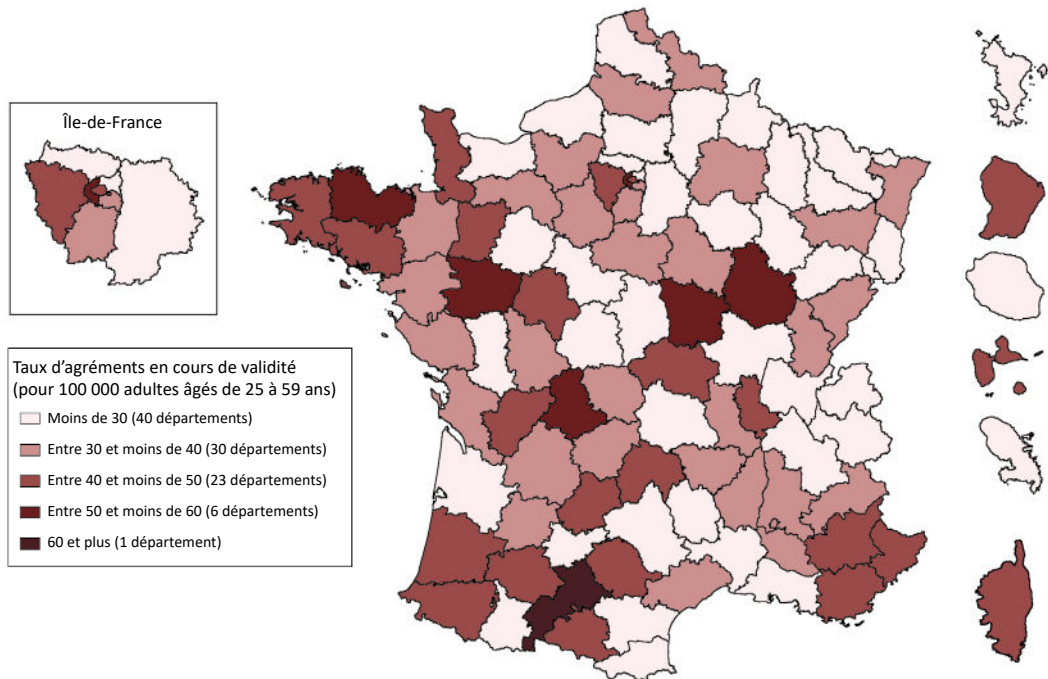 Île-de-France
Taux d’agréments en cours de validité
(pour 100 000 adultes âgés de 25 à 59 ans)
Moins de 30 (40 départements)
Entre 30 et moins de 40 (30 départements)
Entre 40 et moins de 50 (23 départements)
Entre 50 et moins de 60 (6 départements)
60 et plus (1 département)